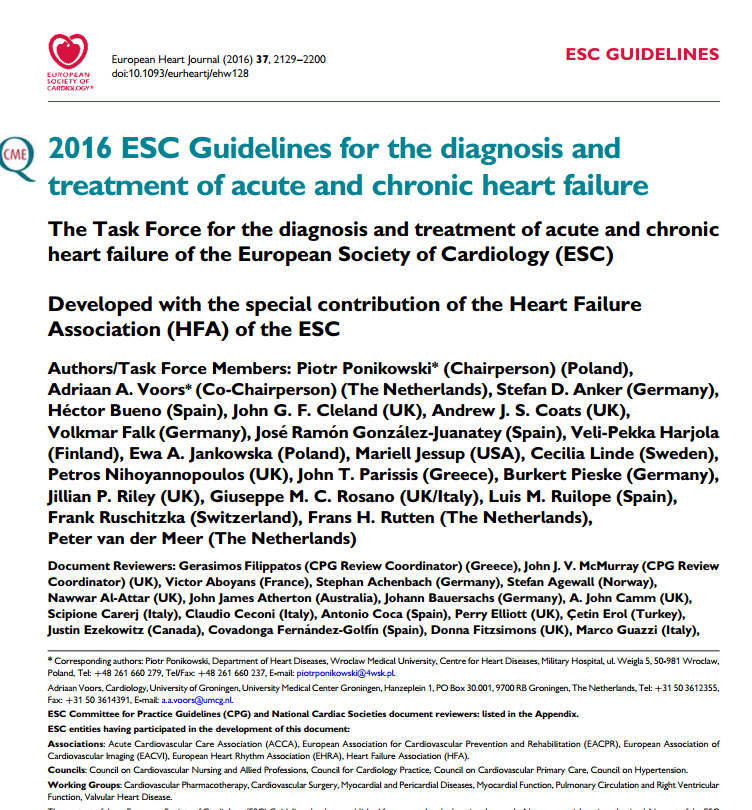 EUROPEAN
SOCIETY OF
CARDIOLOGY®
European Heart Journal (2016) 37, 2129–2200
doi:10.1093/eurheartj/ehw128
ESC GUIDELINES
CME
2016 ESC Guidelines for the diagnosis and
treatment of acute and chronic heart failure
The Task Force for the diagnosis and treatment of acute and chronic
heart failure of the European Society of Cardiology (ESC)
Developed with the special contribution of the Heart Failure
Association (HFA) of the ESC
Authors/Task Force Members: Piotr Ponikowski* (Chairperson) (Poland),
Adriaan A. Voors* (Co-Chairperson) (The Netherlands), Stefan D. Anker (Germany),
Héctor Bueno (Spain), John G. F. Cleland (UK), Andrew J. S. Coats (UK),
Volkmar Falk (Germany), José Ramón González-Juanatey (Spain), Veli-Pekka Harjola
(Finland), Ewa A. Jankowska (Poland), Mariell Jessup (USA), Cecilia Linde (Sweden),
Petros Nihoyannopoulos (UK), John T. Parissis (Greece), Burkert Pieske (Germany),
Jillian P. Riley (UK), Giuseppe M. C. Rosano (UK/Italy), Luis M. Ruilope (Spain),
Frank Ruschitzka (Switzerland), Frans H. Rutten (The Netherlands),
Peter van der Meer (The Netherlands)
Document Reviewers: Gerasimos Filippatos (CPG Review Coordinator) (Greece), John J. V. McMurray (CPG Review
Coordinator) (UK), Victor Aboyans (France), Stephan Achenbach (Germany), Stefan Agewall (Norway),
Nawwar Al-Attar (UK), John James Atherton (Australia), Johann Bauersachs (Germany), A. John Camm (UK),
Scipione Carerj (Italy), Claudio Ceconi (Italy), Antonio Coca (Spain), Perry Elliott (UK), Çetin Erol (Turkey),
Justin Ezekowitz (Canada), Covadonga Fernández-Golfín (Spain), Donna Fitzsimons (UK), Marco Guazzi (Italy),
* Corresponding authors: Piotr Ponikowski, Department of Heart Diseases, Wroclaw Medical University, Centre for Heart Diseases, Military Hospital, ul. Weigla 5, 50-981 Wroclaw,
Poland, Tel: +48 261 660 279, Tel/Fax: +48 261 660 237, E-mail: piotrponikowski@4wsk.pl.
Adriaan Voors, Cardiology, University of Groningen, University Medical Center Groningen, Hanzeplein 1, PO Box 30.001, 9700 RB Groningen, The Netherlands, Tel: +31 50 3612355,
Fax: +31 50 3614391, E-mail: a.a.voors@umcg.nl.
ESC Committee for Practice Guidelines (CPG) and National Cardiac Societies document reviewers: listed in the Appendix.
ESC entities having participated in the development of this document:
Associations: Acute Cardiovascular Care Association (ACCA), European Association for Cardiovascular Prevention and Rehabilitation (EACPR), European Association of
Cardiovascular Imaging (EACVI), European Heart Rhythm Association (EHRA), Heart Failure Association (HFA).
Councils: Council on Cardiovascular Nursing and Allied Professions, Council for Cardiology Practice, Council on Cardiovascular Primary Care, Council on Hypertension.
Working Groups: Cardiovascular Pharmacotherapy, Cardiovascular Surgery, Myocardial and Pericardial Diseases, Myocardial Function, Pulmonary Circulation and Right Ventricular
Function, Valvular Heart Disease.